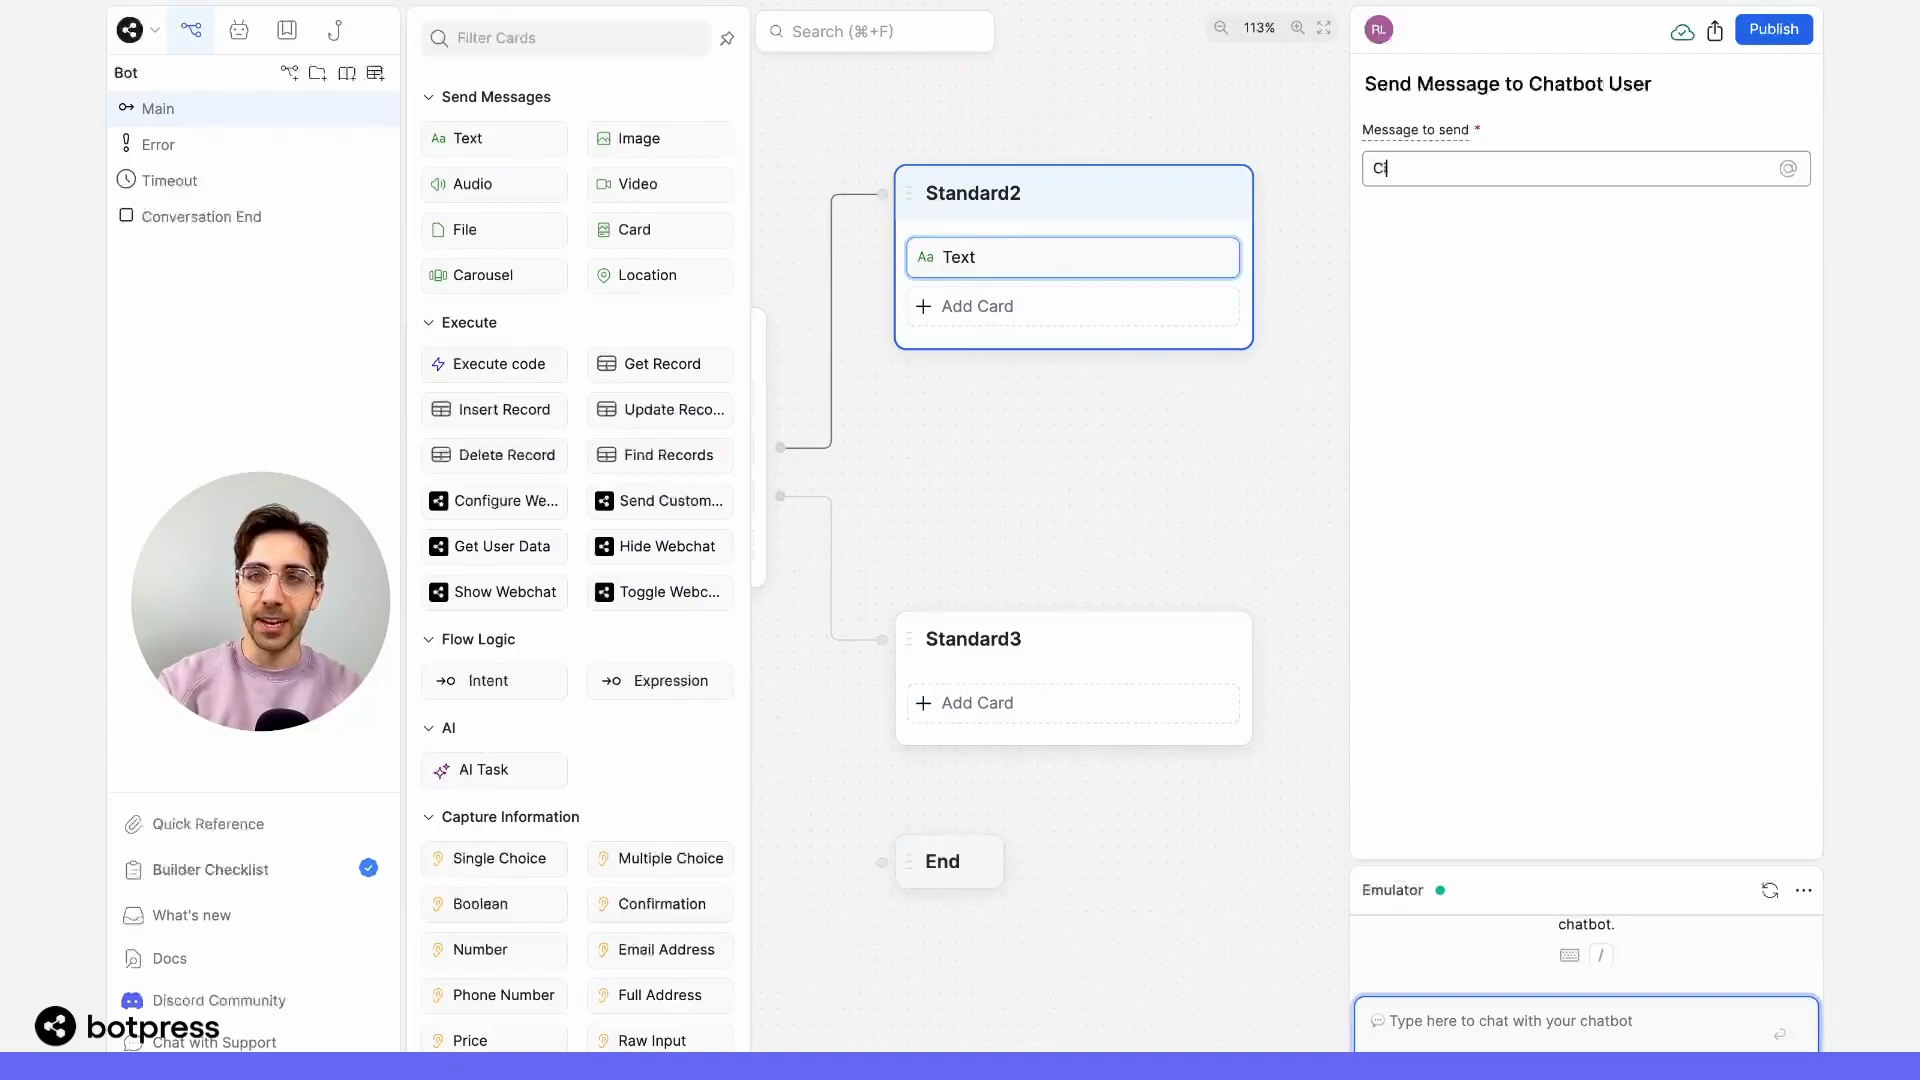 Bot
Main
Error
Timeout
Conversation End
Quick Reference
Builder Checklist
What's new
Docs
Discord Community
Chat with Support
botpress
Filter Cards
Send Messages
Aa Text
Image
Audio
Video
File
Card
Carousel
Location
Execute
Execute code
Get Record
Insert Record
Update Reco...
Delete Record
Find Records
Configure We...
Send Custom...
Get User Data
Hide Webchat
Show Webchat
Toggle Webc...
Flow Logic
Intent
Expression
AI
AI Task
Capture Information
Single Choice
Multiple Choice
Boolean
Confirmation
Number
Email Address
Phone Number
Full Address
Price
Raw Input
Search (⌘+F)
113%
Standard2
Aa Text
+ Add Card
Standard3
+ Add Card
End
RL
Publish
Send Message to Chatbot User
Message to send *
@
Emulator
chatbot.
/
Type here to chat with your chatbot